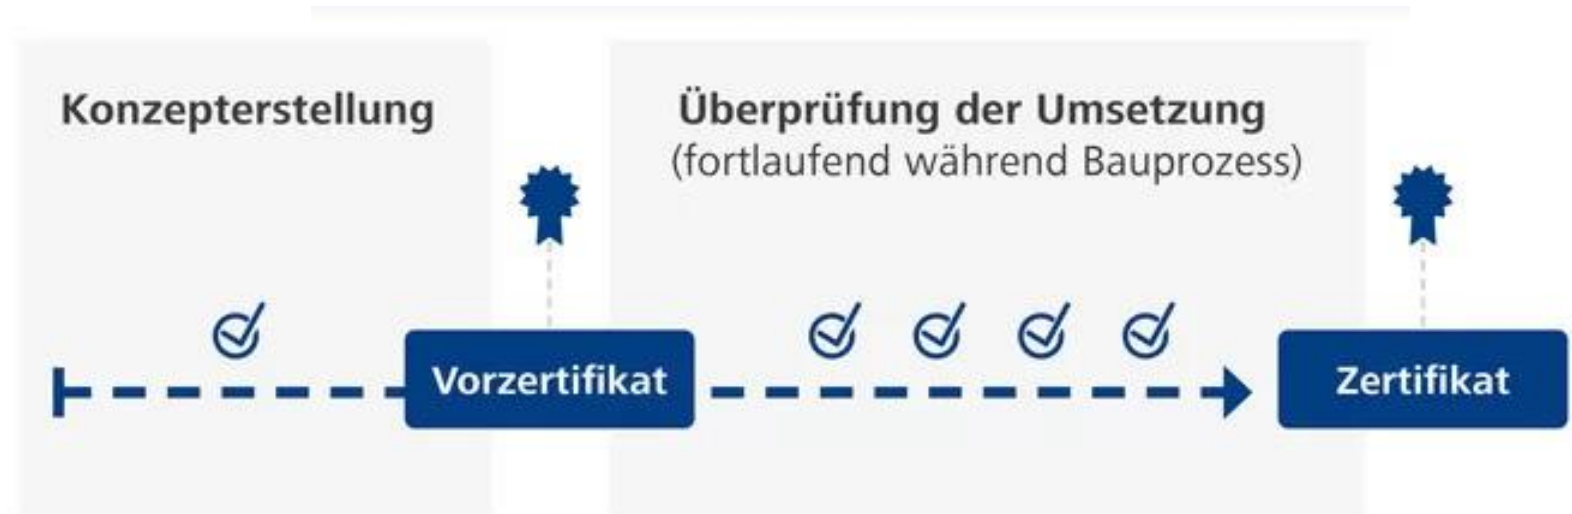 Konzepterstellung
Überprüfung der Umsetzung
(fortlaufend während Bauprozess)
Vorzertifikat
Zertifikat